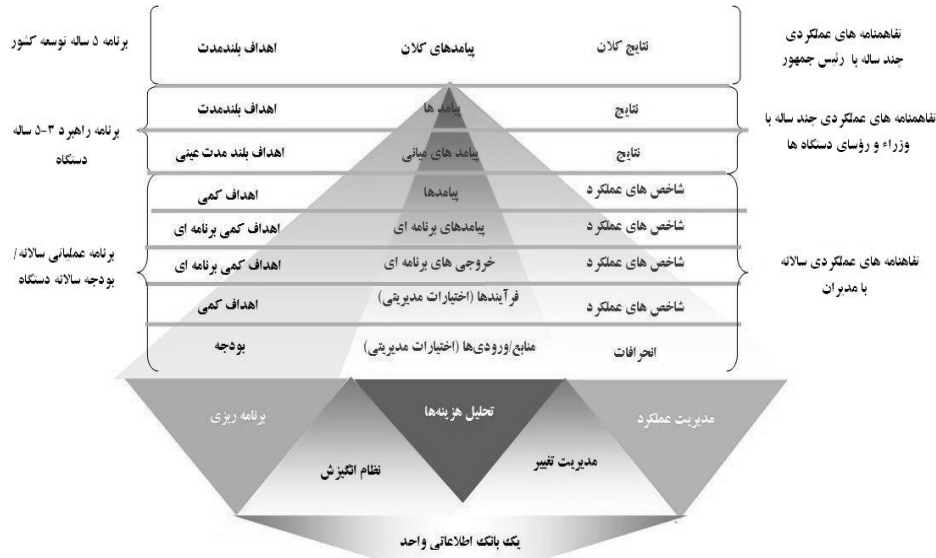 تفاهمنامه های عملکردی
چند ساله با رئیس جمهور
نتایج کلان
پیامدهای کلان
اهداف بلندمدت
برنامه ۵ ساله توسعه کشور
تفاهمنامه های عملکردی چند ساله با
وزراء و رؤسای دستگاه ها
نتایج
پیامد ها
اهداف بلندمدت
نتایج
پیامد های میانی
اهداف بلند مدت عینی
برنامه راهبرد ۳-۵ ساله
دستگاه
شاخص های عملکرد
پیامدها
اهداف کمی
شاخص های عملکرد
پیامدهای برنامه ای
اهداف کمی برنامه ای
شاخص های عملکرد
خروجی های برنامه ای
اهداف کمی برنامه ای
شاخص های عملکرد
فرآیندها (اختیارات مدیریتی)
اهداف کمی
انحرافات
منابع/ورودی‌ها (اختیارات مدیریتی)
بودجه
تفاهنامه های عملکردی سالانه
با مدیران
برنامه عملیاتی سالانه/
بودجه سالانه دستگاه
مدیریت عملکرد
تحلیل هزینه‌ها
برنامه ریزی
مدیریت تغییر
نظام انگیزش
یک بانک اطلاعاتی واحد